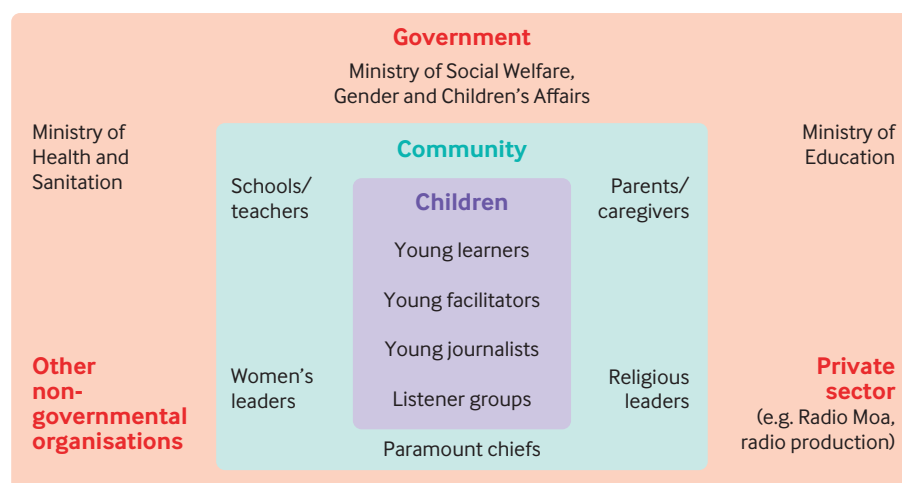 Government
Ministry of Social Welfare,
Gender and Children’s Affairs
Ministry of
Health and
Sanitation
Ministry of
Education
Community
Schools/
teachers
Parents/
caregivers
Children
Young learners
Young facilitators
Young journalists
Listener groups
Women’s
leaders
Religious
leaders
Paramount chiefs
Other
non-
governmental
organisations
Private
sector
(e.g. Radio Moa,
radio production)